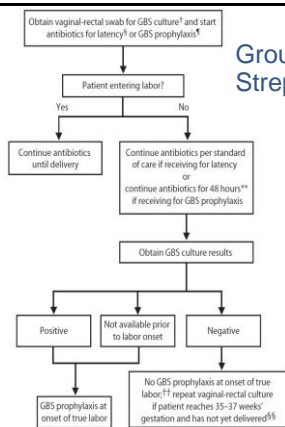 Obtain vaginal-rectal swab for GBS culture† and start
antibiotics for latency§ or GBS prophylaxis¶
Grou
Strep
Patient entering labor?
Yes
No
Continue antibiotics
until delivery
Continue antibiotics per standard
of care if receiving for latency
or
continue antibiotics for 48 hours**
if receiving for GBS prophylaxis
Obtain GBS culture results
Positive
Not available prior
to labor onset
Negative
GBS prophylaxis at
onset of true labor
No GBS prophylaxis at onset of true
labor;†† repeat vaginal-rectal culture
if patient reaches 35–37 weeks'
gestation and has not yet delivered§§